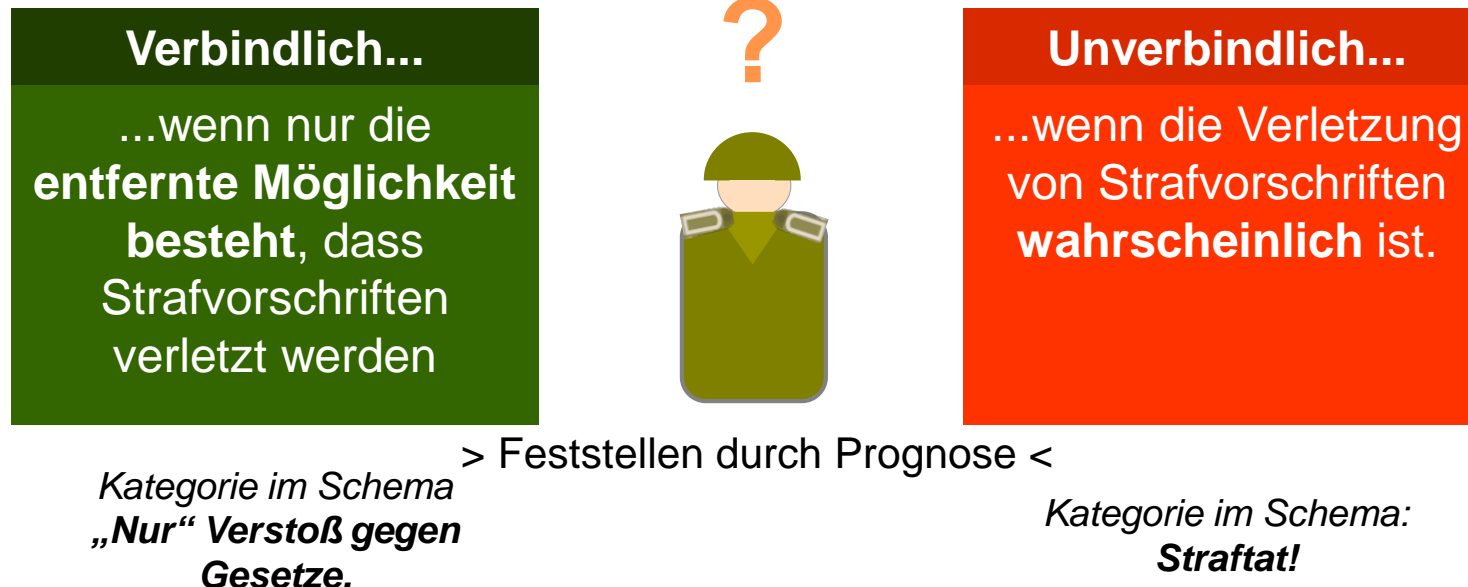 Verbindlich...
...wenn nur die
entfernte Möglichkeit
besteht, dass
Strafvorschriften
verletzt werden
?
Unverbindlich...
...wenn die Verletzung
von Strafvorschriften
wahrscheinlich ist.
> Feststellen durch Prognose <
Kategorie im Schema
„Nur“ Verstoß gegen
Gesetze.
Kategorie im Schema:
Straftat!